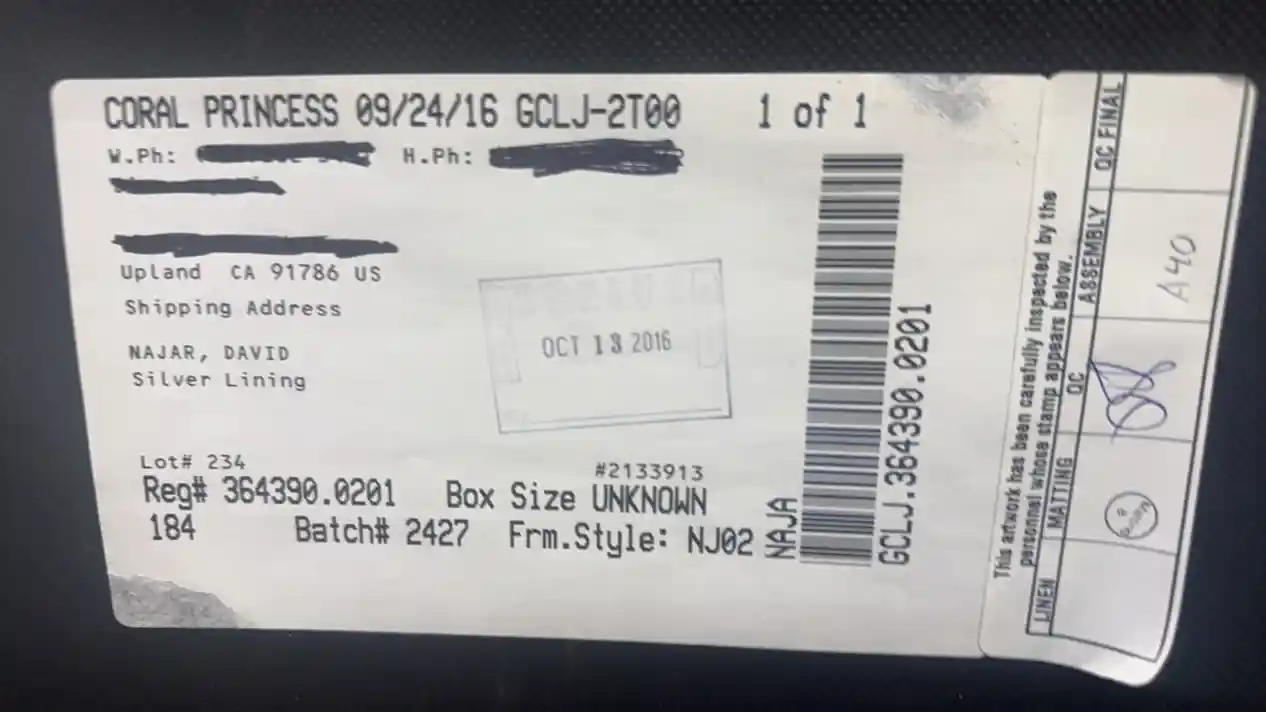 CORAL PRINCESS 09/24/16 GCLJ-2T00 1 of 1
W.Ph: H.Ph:
Upland CA 91786 US
Shipping Address
NAJAR, DAVID
Silver Lining
OCT 13 2016
Lot# 234 #2133913
Reg# 364390.0201 Box Size UNKNOWN
184 Batch# 2427 Frm.Style: NJ02
NAJA
GCLJ.364390.0201
This artwork has been carefully inspected by the
personnel whose stamp appears below.
LINEN MATTING QC ASSEMBLY QC FINAL
A40